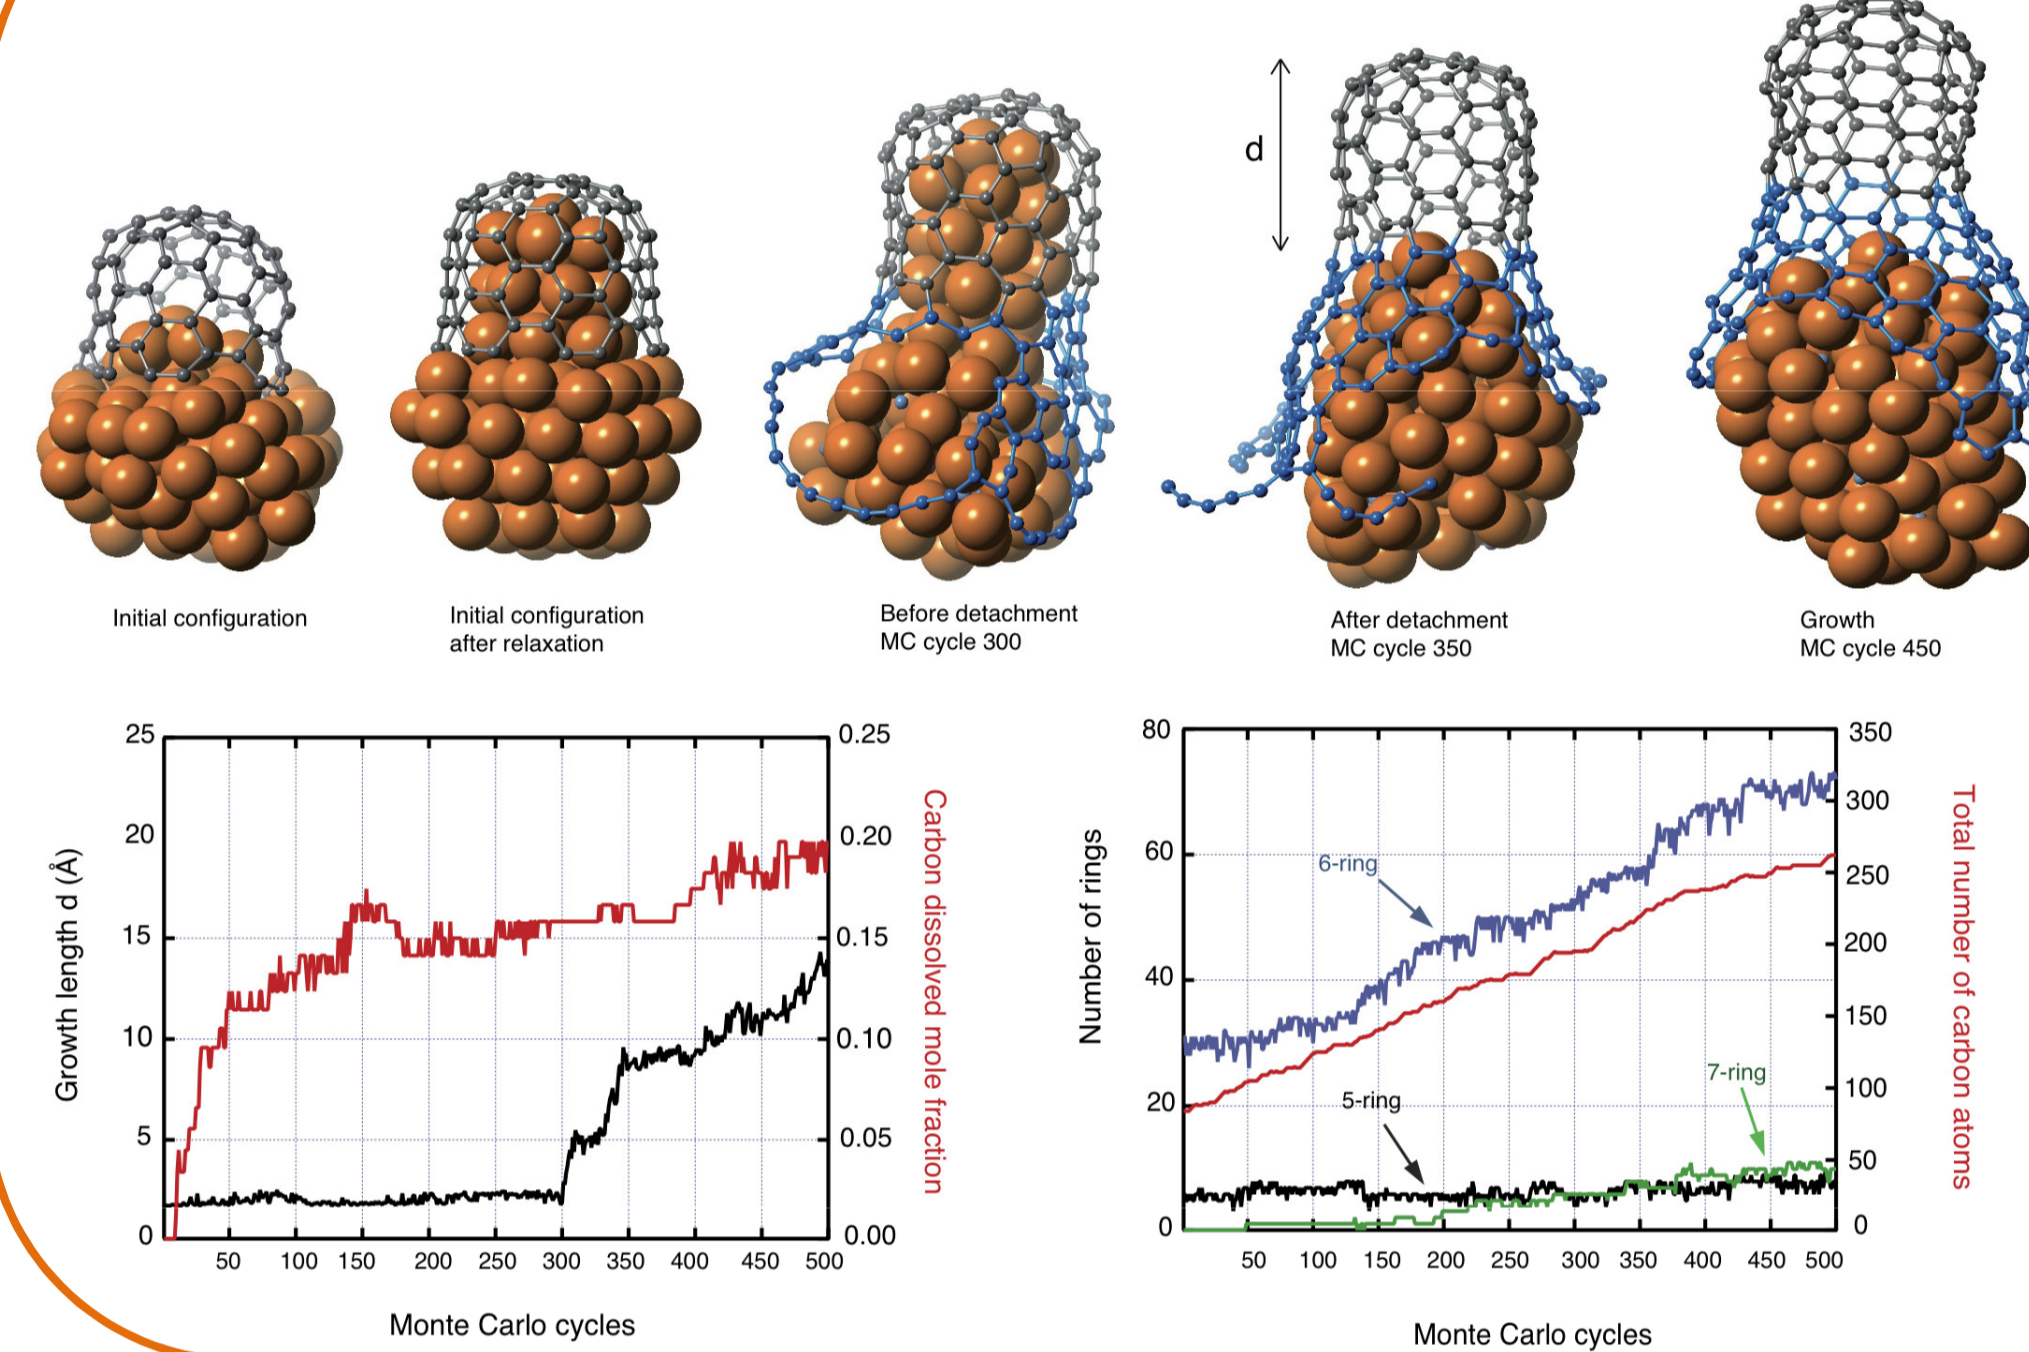 d
Initial configuration
Initial configuration
after relaxation
Before detachment
MC cycle 300
After detachment
MC cycle 350
Growth
MC cycle 450
25
20
15
10
5
0
Growth length d (Å)
0.25
0.20
0.15
0.10
0.05
0.00
Carbon dissolved mole fraction
50 100 150 200 250 300 350 400 450 500
Monte Carlo cycles
80
60
40
20
0
Number of rings
6-ring
5-ring
7-ring
350
300
250
200
150
100
50
0
Total number of carbon atoms
50 100 150 200 250 300 350 400 450 500
Monte Carlo cycles